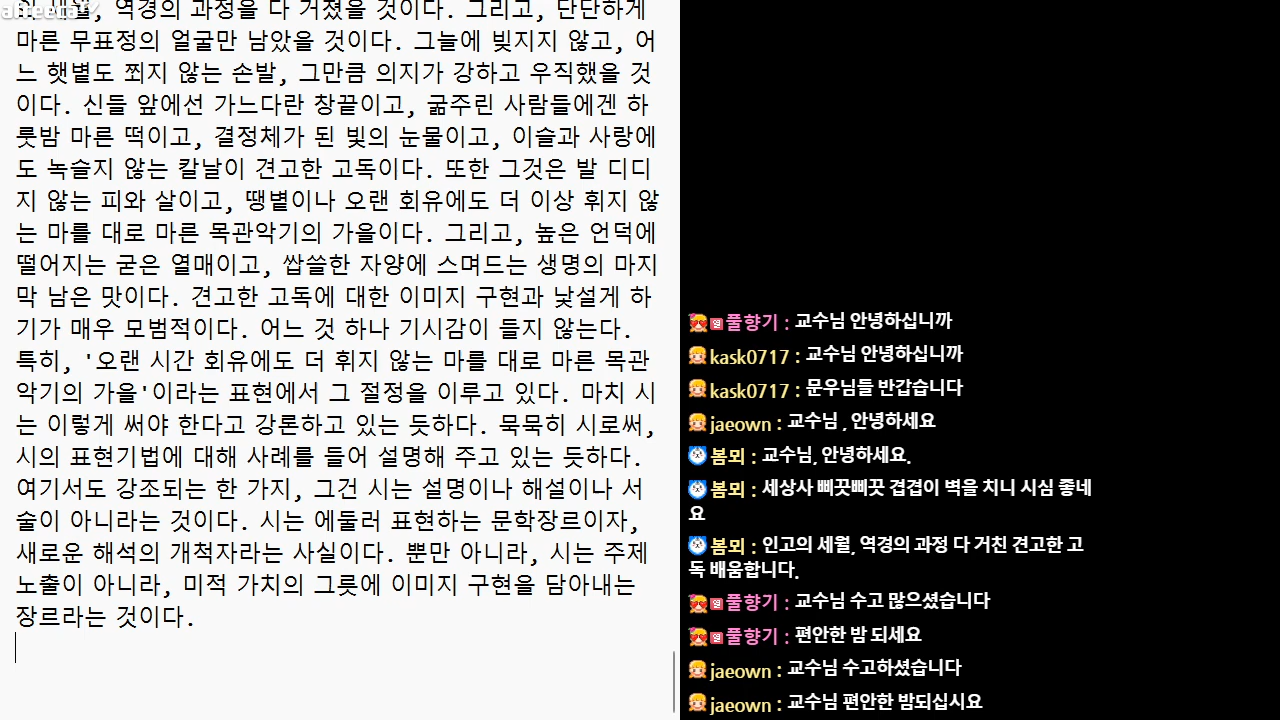 afreeca
월, 역경의 과정을 다 거쳤을 것이다. 그리고, 단단하게
마른 무표정의 얼굴만 남았을 것이다. 그늘에 빚지지 않고, 어
느 햇볕도 쬐지 않는 손발, 그만큼 의지가 강하고 우직했을 것
이다. 신들 앞에선 가느다란 창끝이고, 굶주린 사람들에겐 하
룻밤 마른 떡이고, 결정체가 된 빛의 눈물이고, 이슬과 사랑에
도 녹슬지 않는 칼날이 견고한 고독이다. 또한 그것은 발 디디
지 않는 피와 살이고, 땡볕이나 오랜 회유에도 더 이상 휘지 않
는 마를 대로 마른 목관악기의 가을이다. 그리고, 높은 언덕에
떨어지는 굳은 열매이고, 쌉쓸한 자양에 스며드는 생명의 마지
막 남은 맛이다. 견고한 고독에 대한 이미지 구현과 낯설게 하
기가 매우 모범적이다. 어느 것 하나 기시감이 들지 않는다.
특히, '오랜 시간 회유에도 더 휘지 않는 마를 대로 마른 목관
악기의 가을'이라는 표현에서 그 절정을 이루고 있다. 마치 시
는 이렇게 써야 한다고 강론하고 있는 듯하다. 묵묵히 시로써,
시의 표현기법에 대해 사례를 들어 설명해 주고 있는 듯하다.
여기서도 강조되는 한 가지, 그건 시는 설명이나 해설이나 서
술이 아니라는 것이다. 시는 에둘러 표현하는 문학장르이자,
새로운 해석의 개척자라는 사실이다. 뿐만 아니라, 시는 주제
노출이 아니라, 미적 가치의 그릇에 이미지 구현을 담아내는
장르라는 것이다.
풀향기 : 교수님 안녕하십니까
kask0717 : 교수님 안녕하십니까
kask0717 : 문우님들 반갑습니다
jaeown : 교수님 , 안녕하세요
봄뫼 : 교수님, 안녕하세요.
봄뫼 : 세상사 삐끗삐끗 겹겹이 벽을 치니 시심 좋네
요
봄뫼 : 인고의 세월, 역경의 과정 다 거친 견고한 고
독 배움합니다.
풀향기 : 교수님 수고 많으셨습니다
풀향기 : 편안한 밤 되세요
jaeown : 교수님 수고하셨습니다
jaeown : 교수님 편안한 밤되십시요